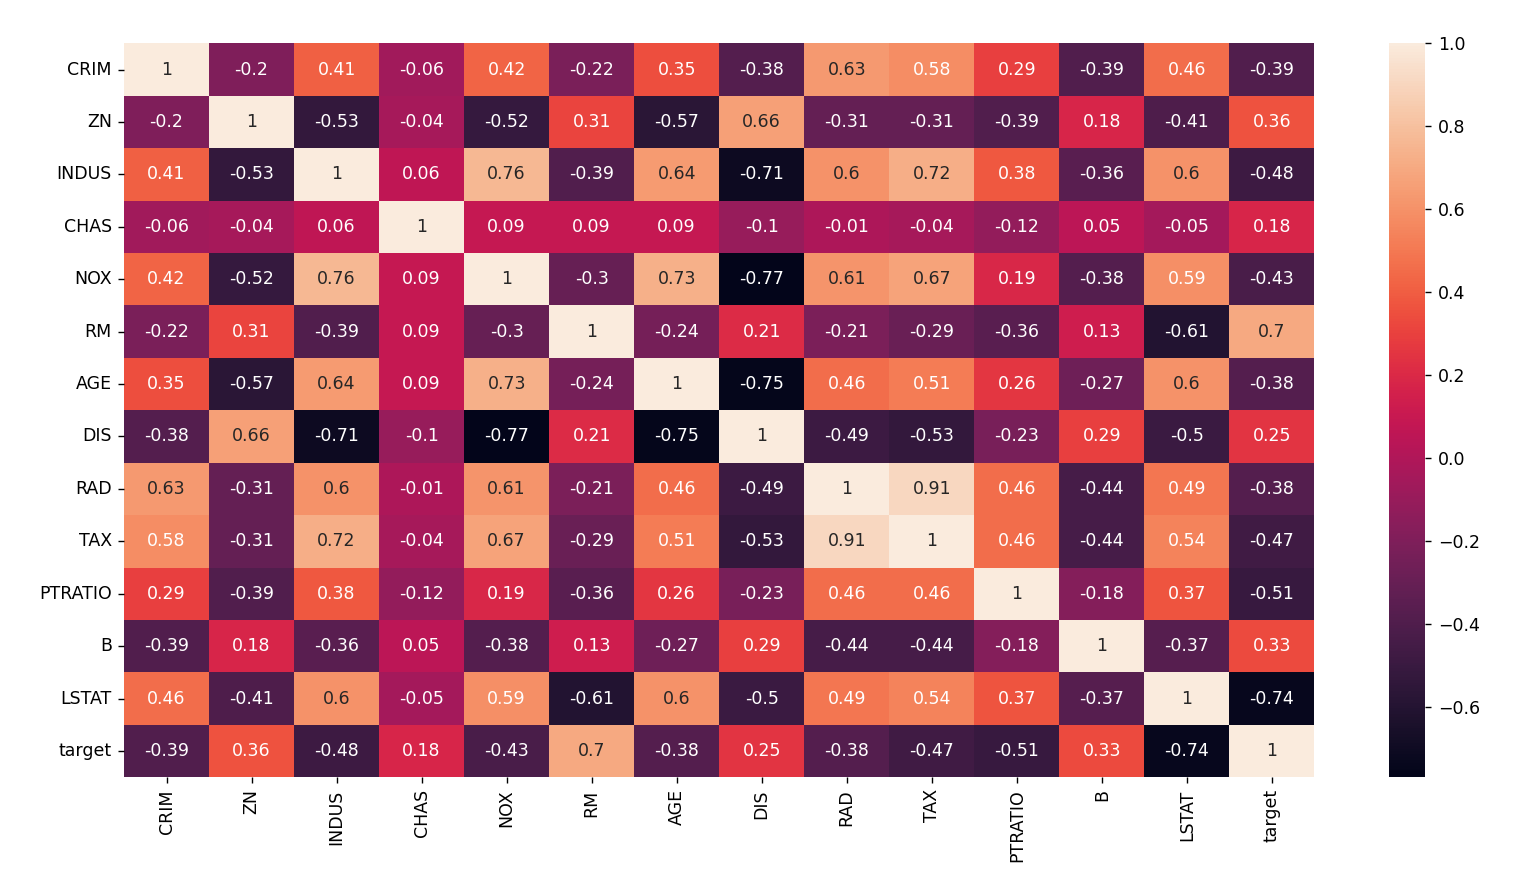 CRIM 1 -0.2 0.41 -0.06 0.42 -0.22 0.35 -0.38 0.63 0.58 0.29 -0.39 0.46 -0.39
ZN -0.2 1 -0.53 -0.04 -0.52 0.31 -0.57 0.66 -0.31 -0.31 -0.39 0.18 -0.41 0.36
INDUS 0.41 -0.53 1 0.06 0.76 -0.39 0.64 -0.71 0.6 0.72 0.38 -0.36 0.6 -0.48
CHAS -0.06 -0.04 0.06 1 0.09 0.09 0.09 -0.1 -0.01 -0.04 -0.12 0.05 -0.05 0.18
NOX 0.42 -0.52 0.76 0.09 1 -0.3 0.73 -0.77 0.61 0.67 0.19 -0.38 0.59 -0.43
RM -0.22 0.31 -0.39 0.09 -0.3 1 -0.24 0.21 -0.21 -0.29 -0.36 0.13 -0.61 0.7
AGE 0.35 -0.57 0.64 0.09 0.73 -0.24 1 -0.75 0.46 0.51 0.26 -0.27 0.6 -0.38
DIS -0.38 0.66 -0.71 -0.1 -0.77 0.21 -0.75 1 -0.49 -0.53 -0.23 0.29 -0.5 0.25
RAD 0.63 -0.31 0.6 -0.01 0.61 -0.21 0.46 -0.49 1 0.91 0.46 -0.44 0.49 -0.38
TAX 0.58 -0.31 0.72 -0.04 0.67 -0.29 0.51 -0.53 0.91 1 0.46 -0.44 0.54 -0.47
PTRATIO 0.29 -0.39 0.38 -0.12 0.19 -0.36 0.26 -0.23 0.46 0.46 1 -0.18 0.37 -0.51
B -0.39 0.18 -0.36 0.05 -0.38 0.13 -0.27 0.29 -0.44 -0.44 -0.18 1 -0.37 0.33
LSTAT 0.46 -0.41 0.6 -0.05 0.59 -0.61 0.6 -0.5 0.49 0.54 0.37 -0.37 1 -0.74
target -0.39 0.36 -0.48 0.18 -0.43 0.7 -0.38 0.25 -0.38 -0.47 -0.51 0.33 -0.74 1
CRIM ZN INDUS CHAS NOX RM AGE DIS RAD TAX PTRATIO B LSTAT target
1.0
0.8
0.6
0.4
0.2
0.0
−0.2
−0.4
−0.6